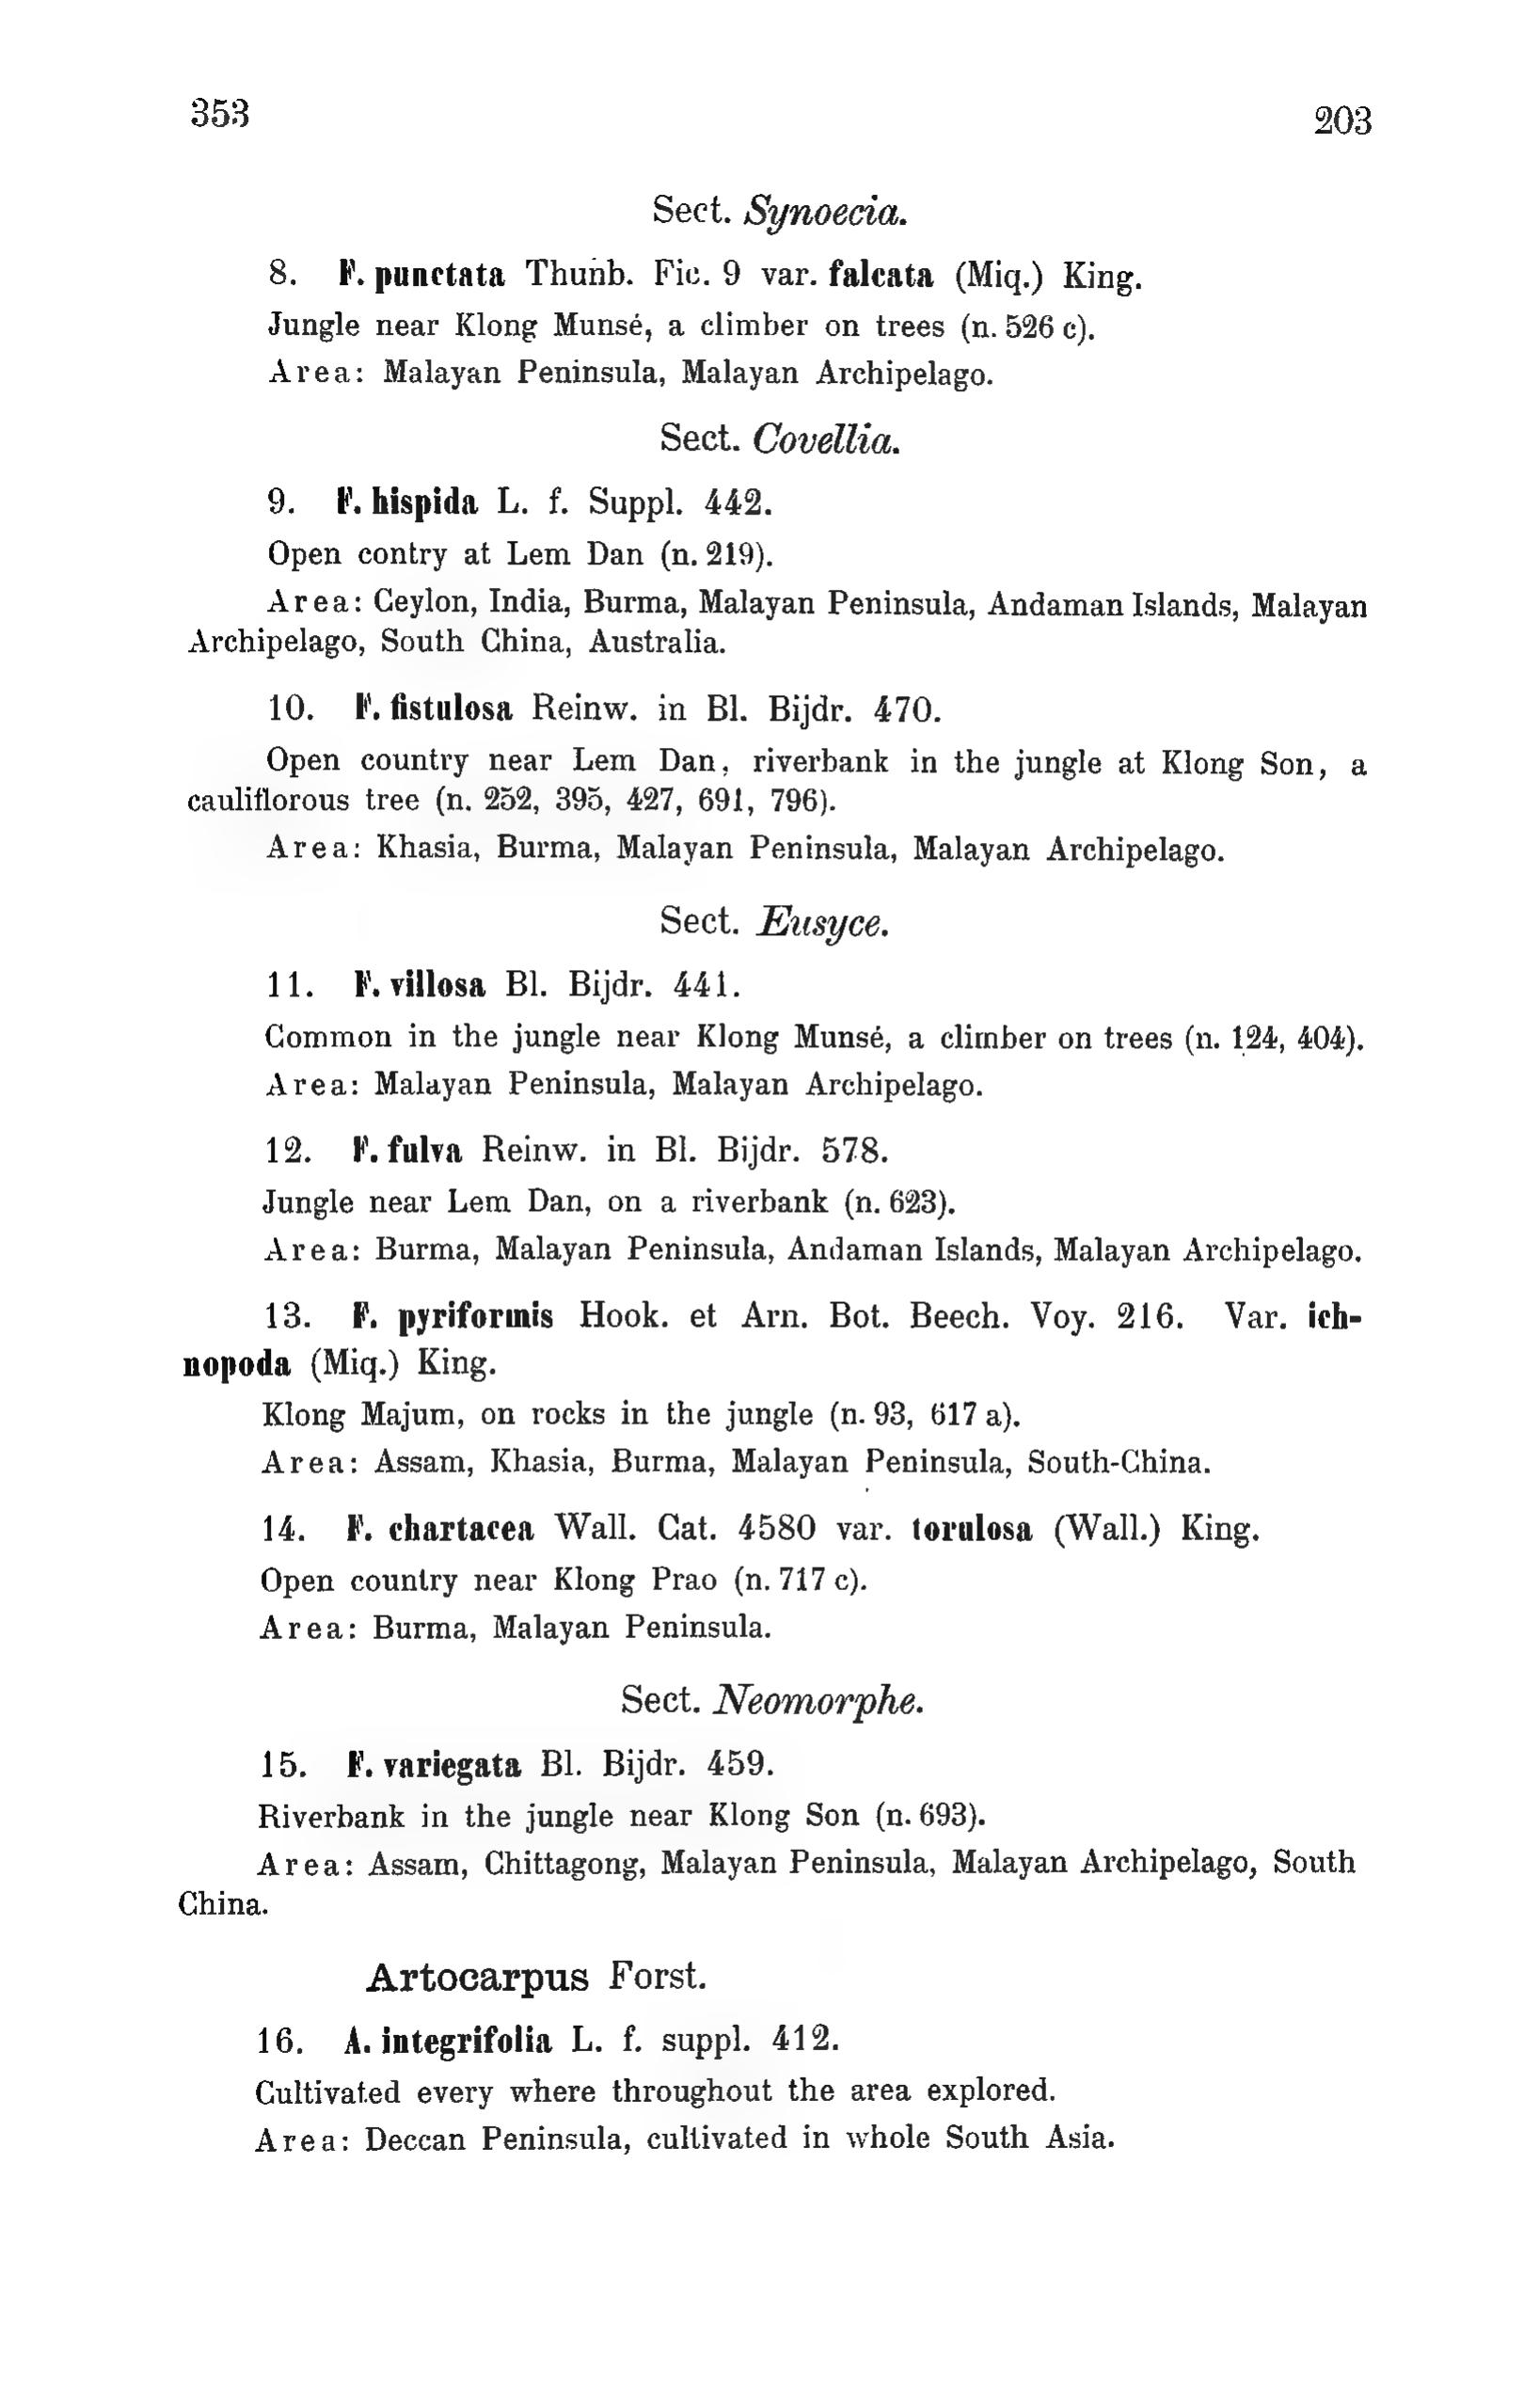 353 203
Sect. Synoecia.
8. F. punctata Thunb. Fic. 9 var. falcata (Miq.) King.
Jungle near Klong Munsé, a climber on trees (n. 526 c).
Area: Malayan Peninsula, Malayan Archipelago.
Sect. Covellia.
9. F. hispida L. f. Suppl. 442.
Open contry at Lem Dan (n. 219).
Area: Ceylon, India, Burma, Malayan Peninsula, Andaman Islands, Malayan
Archipelago, South China, Australia.
10. F. fistulosa Reinw. in Bl. Bijdr. 470.
Open country near Lem Dan, riverbank in the jungle at Klong Son, a
cauliflorous tree (n. 252, 395, 427, 691, 796).
Area: Khasia, Burma, Malayan Peninsula, Malayan Archipelago.
Sect. Eusyce.
11. F. villosa Bl. Bijdr. 441.
Common in the jungle near Klong Munsé, a climber on trees (n. 124, 404).
Area: Malayan Peninsula, Malayan Archipelago.
12. F. fulva Reinw. in Bl. Bijdr. 578.
Jungle near Lem Dan, on a riverbank (n. 623).
Area: Burma, Malayan Peninsula, Andaman Islands, Malayan Archipelago.
13. F. pyriformis Hook. et Arn. Bot. Beech. Voy. 216. Var. ich-
nopoda (Miq.) King.
Klong Majum, on rocks in the jungle (n. 93, 617 a).
Area: Assam, Khasia, Burma, Malayan Peninsula, South-China.
14. F. chartacea Wall. Cat. 4580 var. torulosa (Wall.) King.
Open country near Klong Prao (n. 717 c).
Area: Burma, Malayan Peninsula.
Sect. Neomorphe.
15. F. variegata Bl. Bijdr. 459.
Riverbank in the jungle near Klong Son (n. 693).
Area: Assam, Chittagong, Malayan Peninsula, Malayan Archipelago, South
China.
Artocarpus Forst.
16. A. integrifolia L. f. suppl. 412.
Cultivated every where throughout the area explored.
Area: Deccan Peninsula, cultivated in whole South Asia.